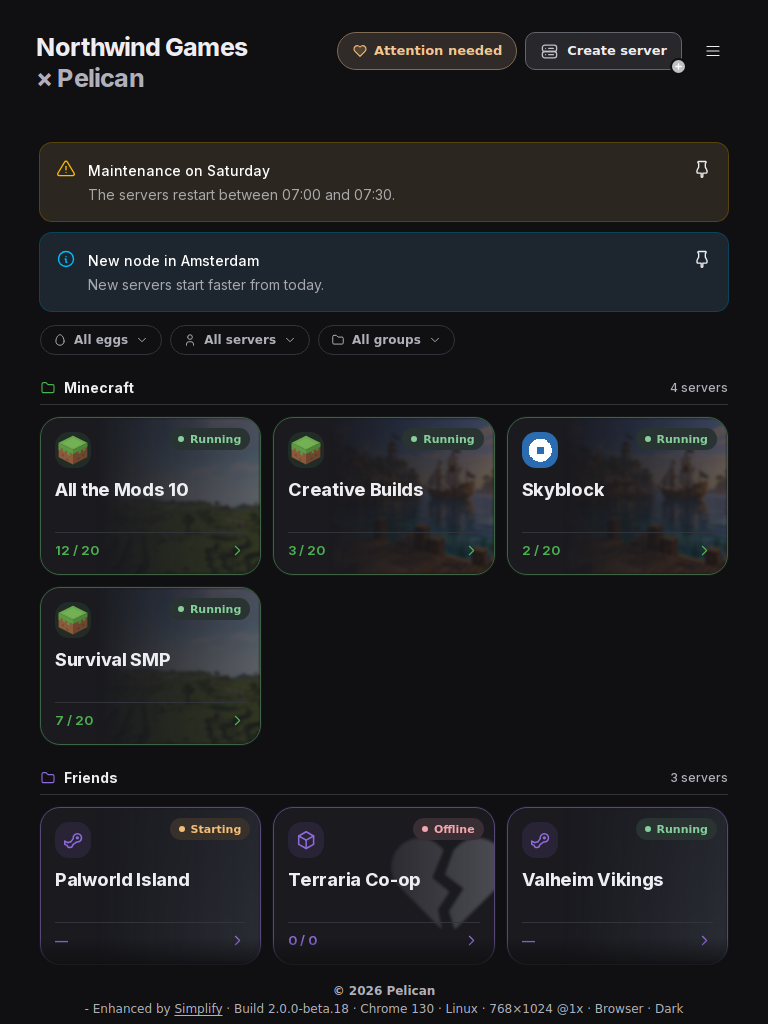 Northwind Games
× Pelican
Attention needed
Create server
Maintenance on Saturday
The servers restart between 07:00 and 07:30.
New node in Amsterdam
New servers start faster from today.
All eggs
All servers
All groups
Minecraft
4 servers
Running
All the Mods 10
12 / 20
Running
Creative Builds
3 / 20
Running
Skyblock
2 / 20
Running
Survival SMP
7 / 20
Friends
3 servers
Starting
Palworld Island
—
Offline
Terraria Co-op
0 / 0
Running
Valheim Vikings
—
© 2026 Pelican
- Enhanced by Simplify · Build 2.0.0-beta.18 · Chrome 130 · Linux · 768×1024 @1x · Browser · Dark